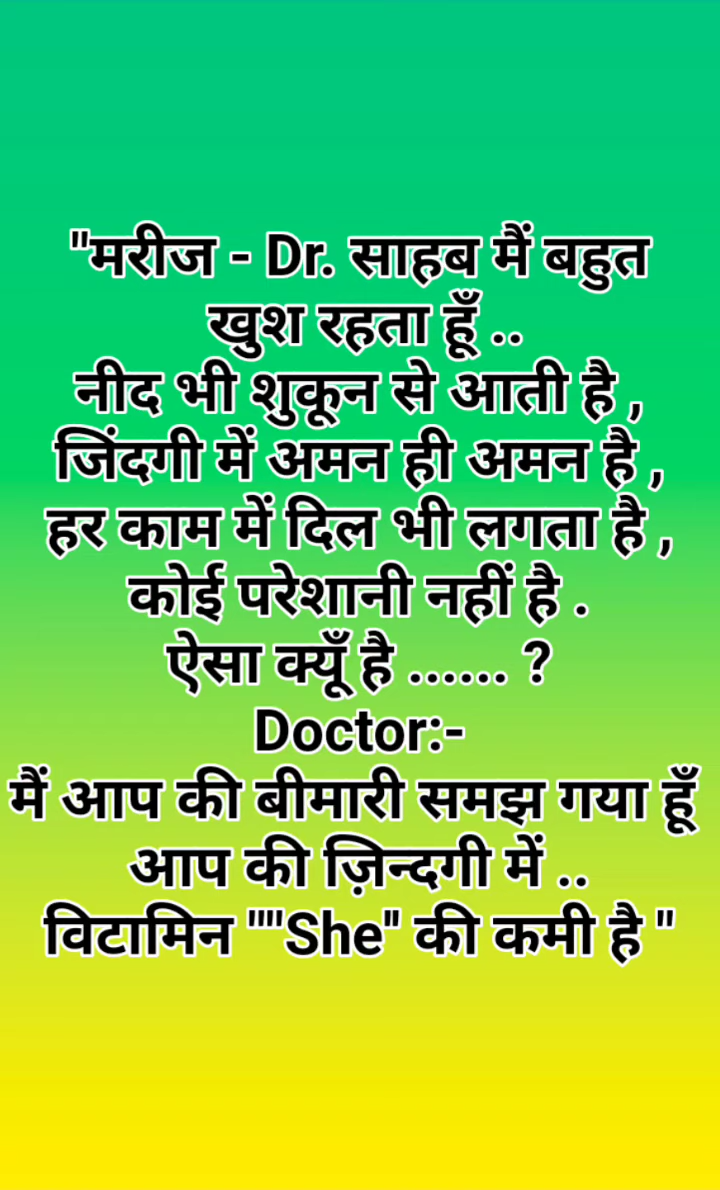 "मरीज - Dr. साहब मैं बहुत
खुश रहता हूँ ..
नीद भी शुकून से आती है ,
जिंदगी में अमन ही अमन है ,
हर काम में दिल भी लगता है ,
कोई परेशानी नहीं है .
ऐसा क्यूँ है ...... ?
Doctor:-
मैं आप की बीमारी समझ गया हूँ
आप की ज़िन्दगी में ..
विटामिन """She" की कमी है "